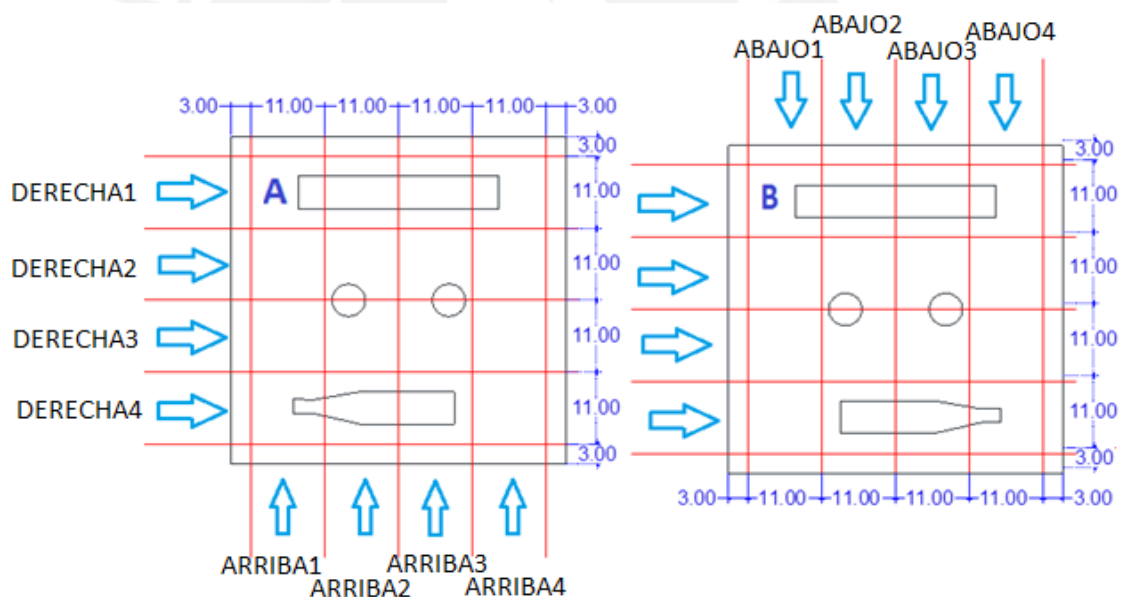 ABAJO1 ABAJO2 ABAJO3 ABAJO4
3.00 11.00 11.00 11.00 11.00 3.00
3.00
3.00
DERECHA1 A 11.00
B 11.00
DERECHA2 11.00
11.00
DERECHA3 11.00
11.00
DERECHA4 11.00
11.00
3.00
3.00
3.00 11.00 11.00 11.00 11.00 3.00
ARRIBA1 ARRIBA2 ARRIBA3 ARRIBA4